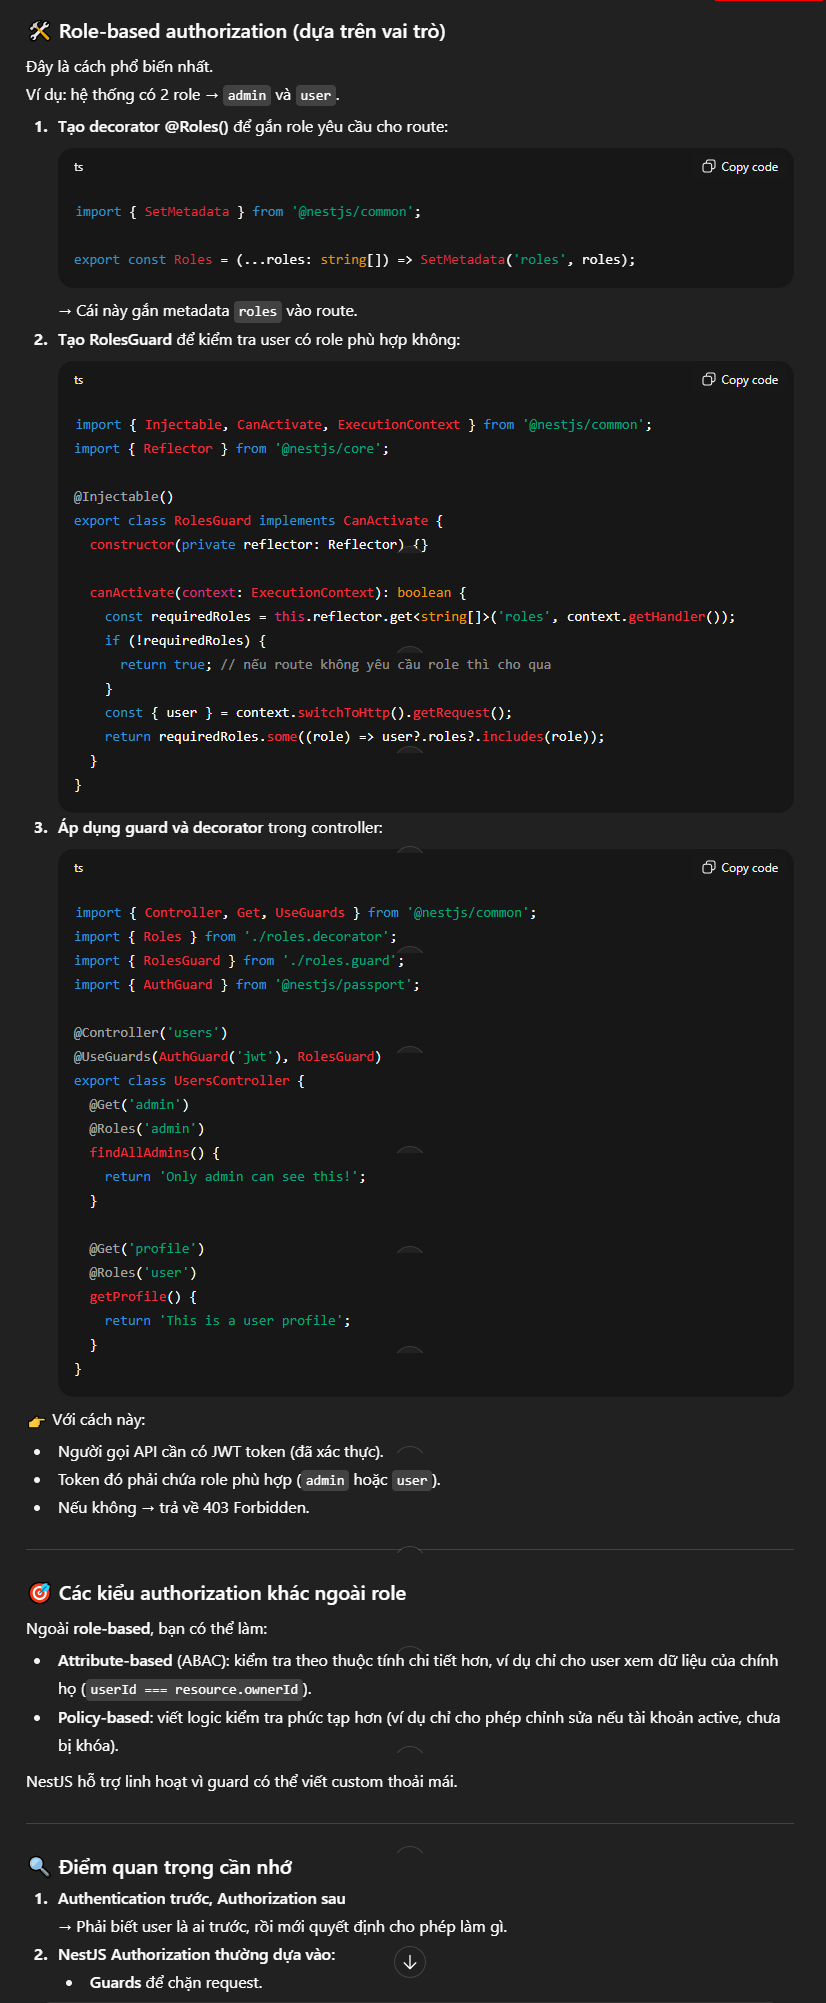 🛠️ Role-based authorization (dựa trên vai trò)
Đây là cách phổ biến nhất.
Ví dụ: hệ thống có 2 role → admin và user.
1. Tạo decorator @Roles() để gắn role yêu cầu cho route:
ts
Copy code
import { SetMetadata } from '@nestjs/common';
export const Roles = (...roles: string[]) => SetMetadata('roles', roles);
→ Cái này gắn metadata roles vào route.
2. Tạo RolesGuard để kiểm tra user có role phù hợp không:
ts
Copy code
import { Injectable, CanActivate, ExecutionContext } from '@nestjs/common';
import { Reflector } from '@nestjs/core';
@Injectable()
export class RolesGuard implements CanActivate {
constructor(private reflector: Reflector) {}
canActivate(context: ExecutionContext): boolean {
const requiredRoles = this.reflector.get<string[]>('roles', context.getHandler());
if (!requiredRoles) {
return true; // nếu route không yêu cầu role thì cho qua
}
const { user } = context.switchToHttp().getRequest();
return requiredRoles.some((role) => user?.roles?.includes(role));
}
}
3. Áp dụng guard và decorator trong controller:
ts
Copy code
import { Controller, Get, UseGuards } from '@nestjs/common';
import { Roles } from './roles.decorator';
import { RolesGuard } from './roles.guard';
import { AuthGuard } from '@nestjs/passport';
@Controller('users')
@UseGuards(AuthGuard('jwt'), RolesGuard)
export class UsersController {
@Get('admin')
@Roles('admin')
findAllAdmins() {
return 'Only admin can see this!';
}
@Get('profile')
@Roles('user')
getProfile() {
return 'This is a user profile';
}
}
👉 Với cách này:
• Người gọi API cần có JWT token (đã xác thực).
• Token đó phải chứa role phù hợp (admin hoặc user).
• Nếu không → trả về 403 Forbidden.
🎯 Các kiểu authorization khác ngoài role
Ngoài role-based, bạn có thể làm:
• Attribute-based (ABAC): kiểm tra theo thuộc tính chi tiết hơn, ví dụ chỉ cho user xem dữ liệu của chính
họ (userId === resource.ownerId).
• Policy-based: viết logic kiểm tra phức tạp hơn (ví dụ chỉ cho phép chỉnh sửa nếu tài khoản active, chưa
bị khóa).
NestJS hỗ trợ linh hoạt vì guard có thể viết custom thoải mái.
🔍 Điểm quan trọng cần nhớ
1. Authentication trước, Authorization sau
→ Phải biết user là ai trước, rồi mới quyết định cho phép làm gì.
2. NestJS Authorization thường dựa vào:
• Guards để chặn request.